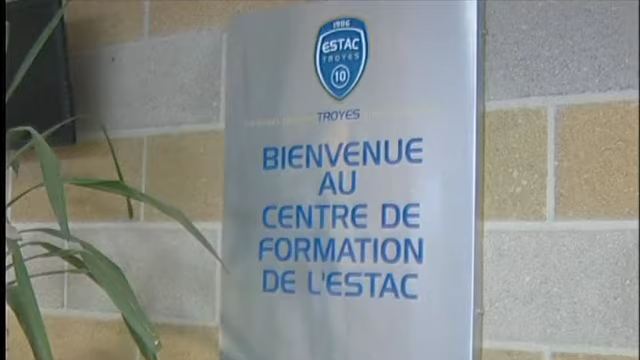 1986
ESTAC
TROYES
10
TROYES
BIENVENUE
AU
CENTRE DE
FORMATION
DE L'ESTAC